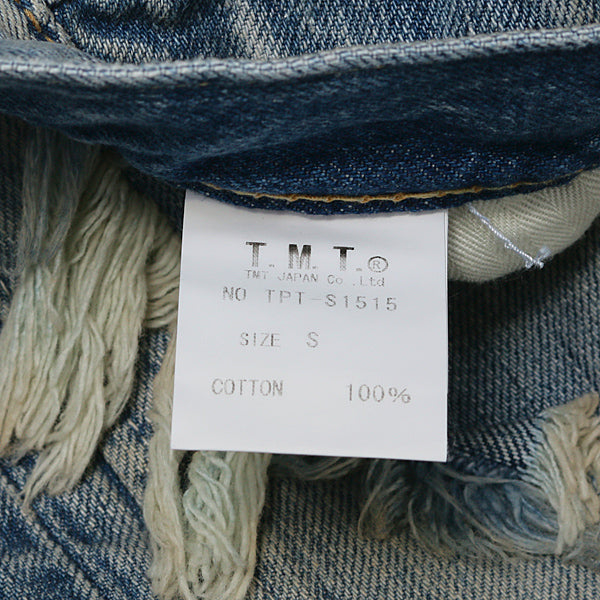 T.M.T.®
TMT JAPAN Co.,Ltd
NO TPT-S1515
SIZE S
COTTON 100%